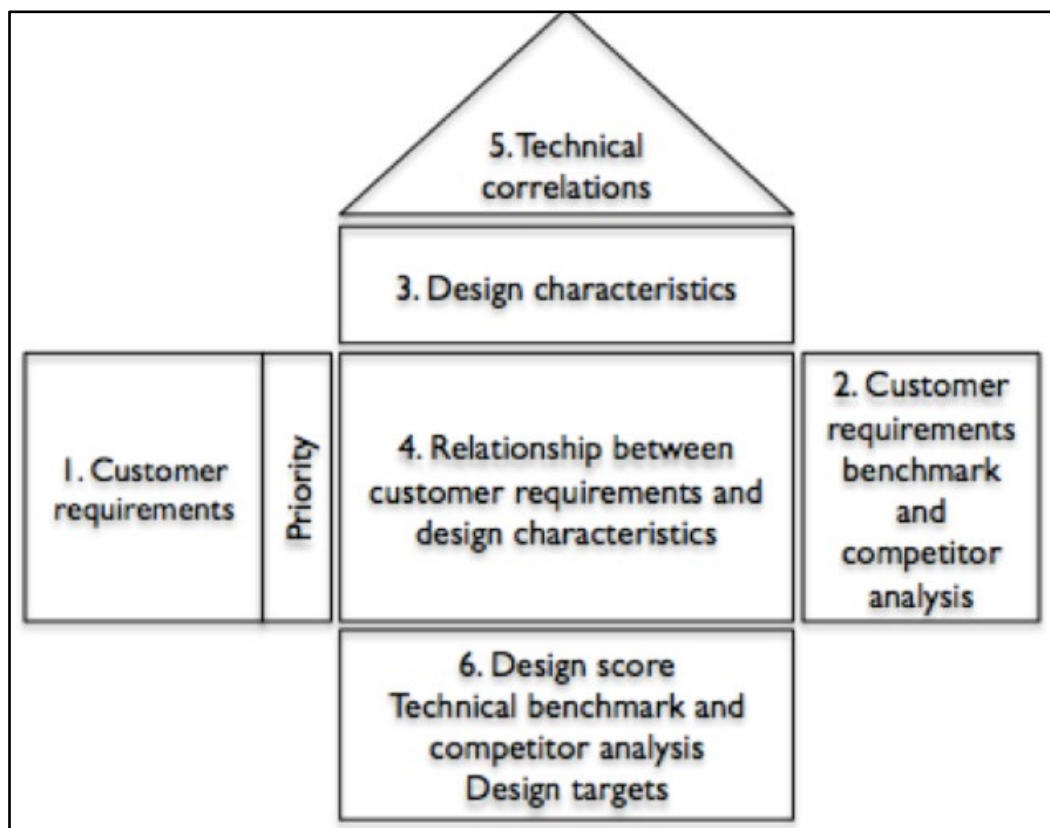 5. Technical
correlations
3. Design characteristics
1. Customer
requirements
Priority
4. Relationship between
customer requirements and
design characteristics
2. Customer
requirements
benchmark
and
competitor
analysis
6. Design score
Technical benchmark and
competitor analysis
Design targets